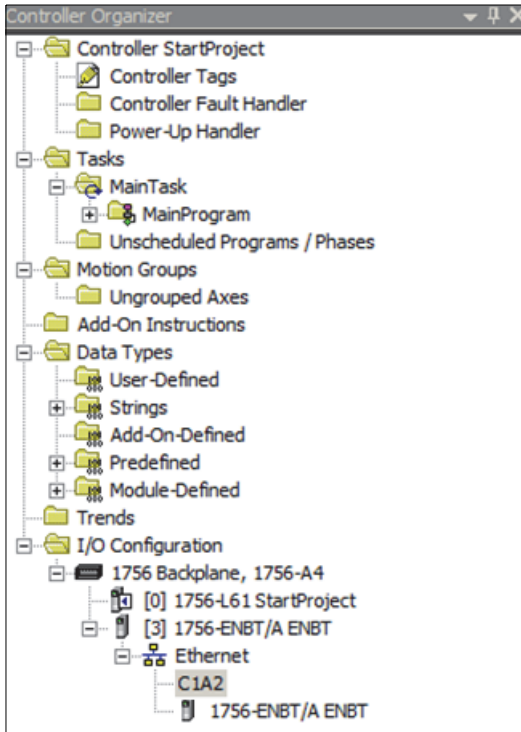 Controller Organizer
Controller StartProject
Controller Tags
Controller Fault Handler
Power-Up Handler
Tasks
MainTask
MainProgram
Unscheduled Programs / Phases
Motion Groups
Ungrouped Axes
Add-On Instructions
Data Types
User-Defined
Strings
Add-On-Defined
Predefined
Module-Defined
Trends
I/O Configuration
1756 Backplane, 1756-A4
[0] 1756-L61 StartProject
[3] 1756-ENBT/A ENBT
Ethernet
C1A2
1756-ENBT/A ENBT